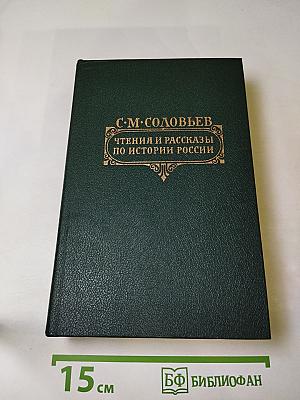 С·М·СОЛОВЬЕВ
ЧТЕНИЯ И РАССКАЗЫ
ПО ИСТОРИИ РОССИИ
15 см
БФ БИБЛИОФАН